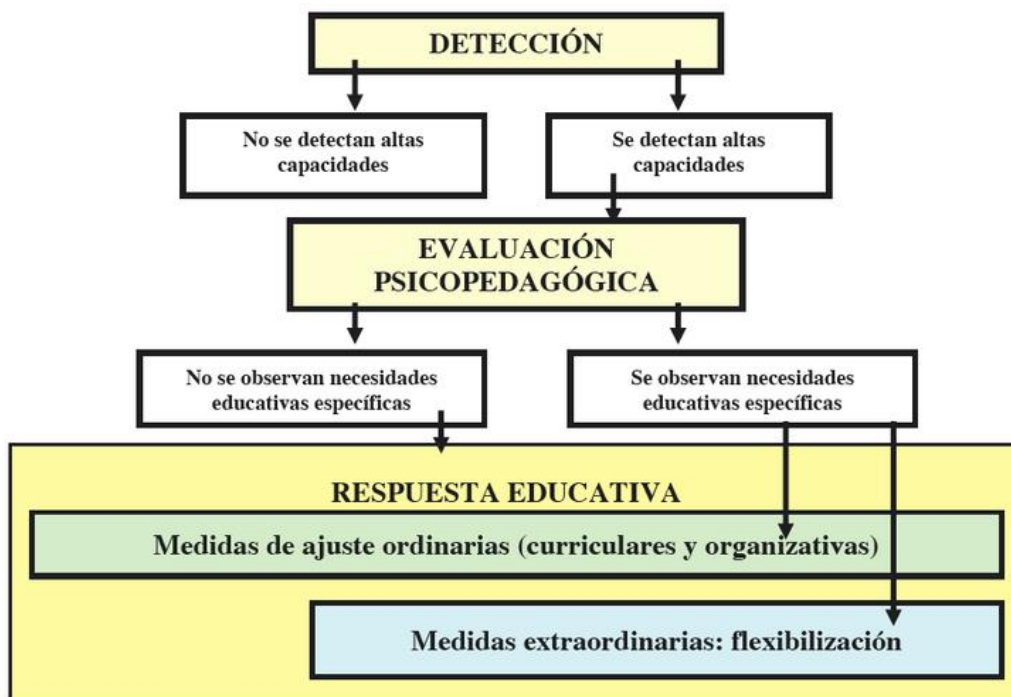 DETECCIÓN
No se detectan altas
capacidades
Se detectan altas
capacidades
EVALUACIÓN
PSICOPEDAGÓGICA
No se observan necesidades
educativas específicas
Se observan necesidades
educativas específicas
RESPUESTA EDUCATIVA
Medidas de ajuste ordinarias (curriculares y organizativas)
Medidas extraordinarias: flexibilización